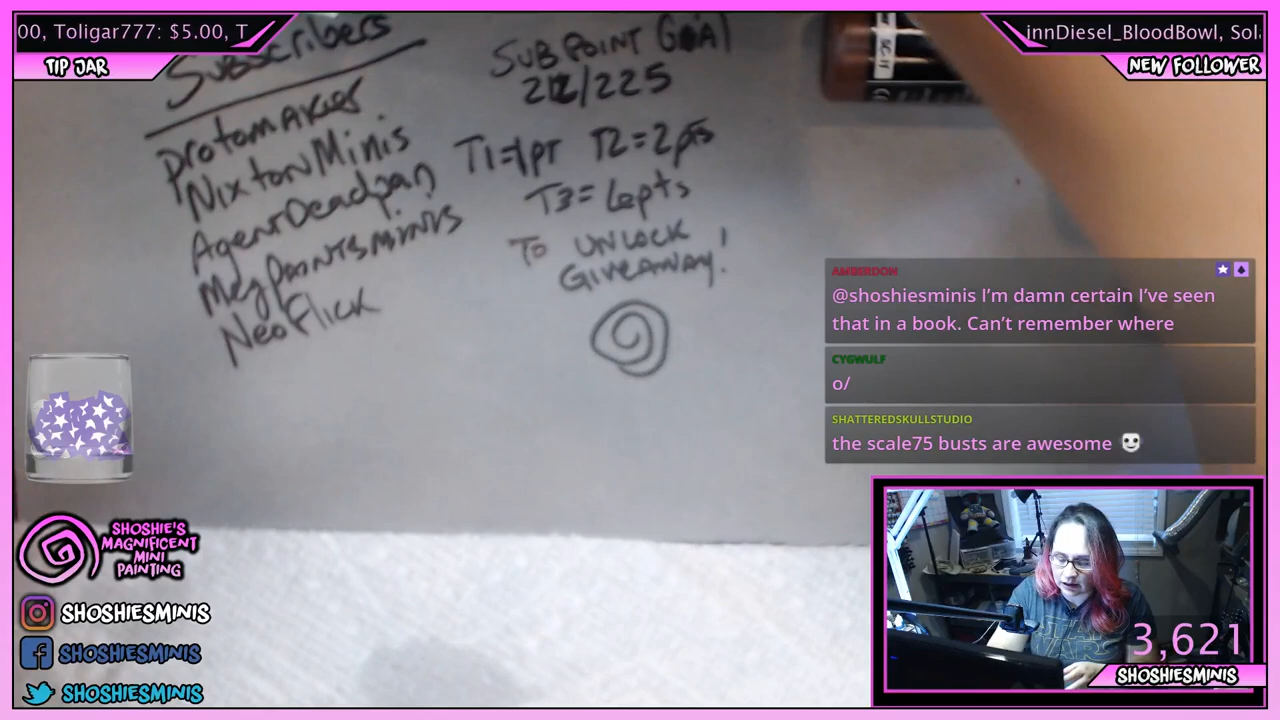 00, Toligar777: $5.00, T
TIP JAR
innDiesel_BloodBowl, Sol
NEW FOLLOWER
Subscribers
ProtomAkes
NixtonMinis
AgentDeadpan
MegPAINTSMINIS
NeoFlick
SUB POINT GOAl
212/225
T1=1pt T2=2pts
T3=6pts
To UNLOCK
GIVEAWAY!
AMBERDON
@shoshiesminis I'm damn certain I've seen
that in a book. Can't remember where
CYGWULF
o/
SHATTEREDSKULLSTUDIO
the scale75 busts are awesome
SHOSHIE'S
MAGNIFICENT
MINI
PAINTING
SHOSHIESMINIS
SHOSHIESMINIS
SHOSHIESMINIS
3,621
SHOSHIESMINIS